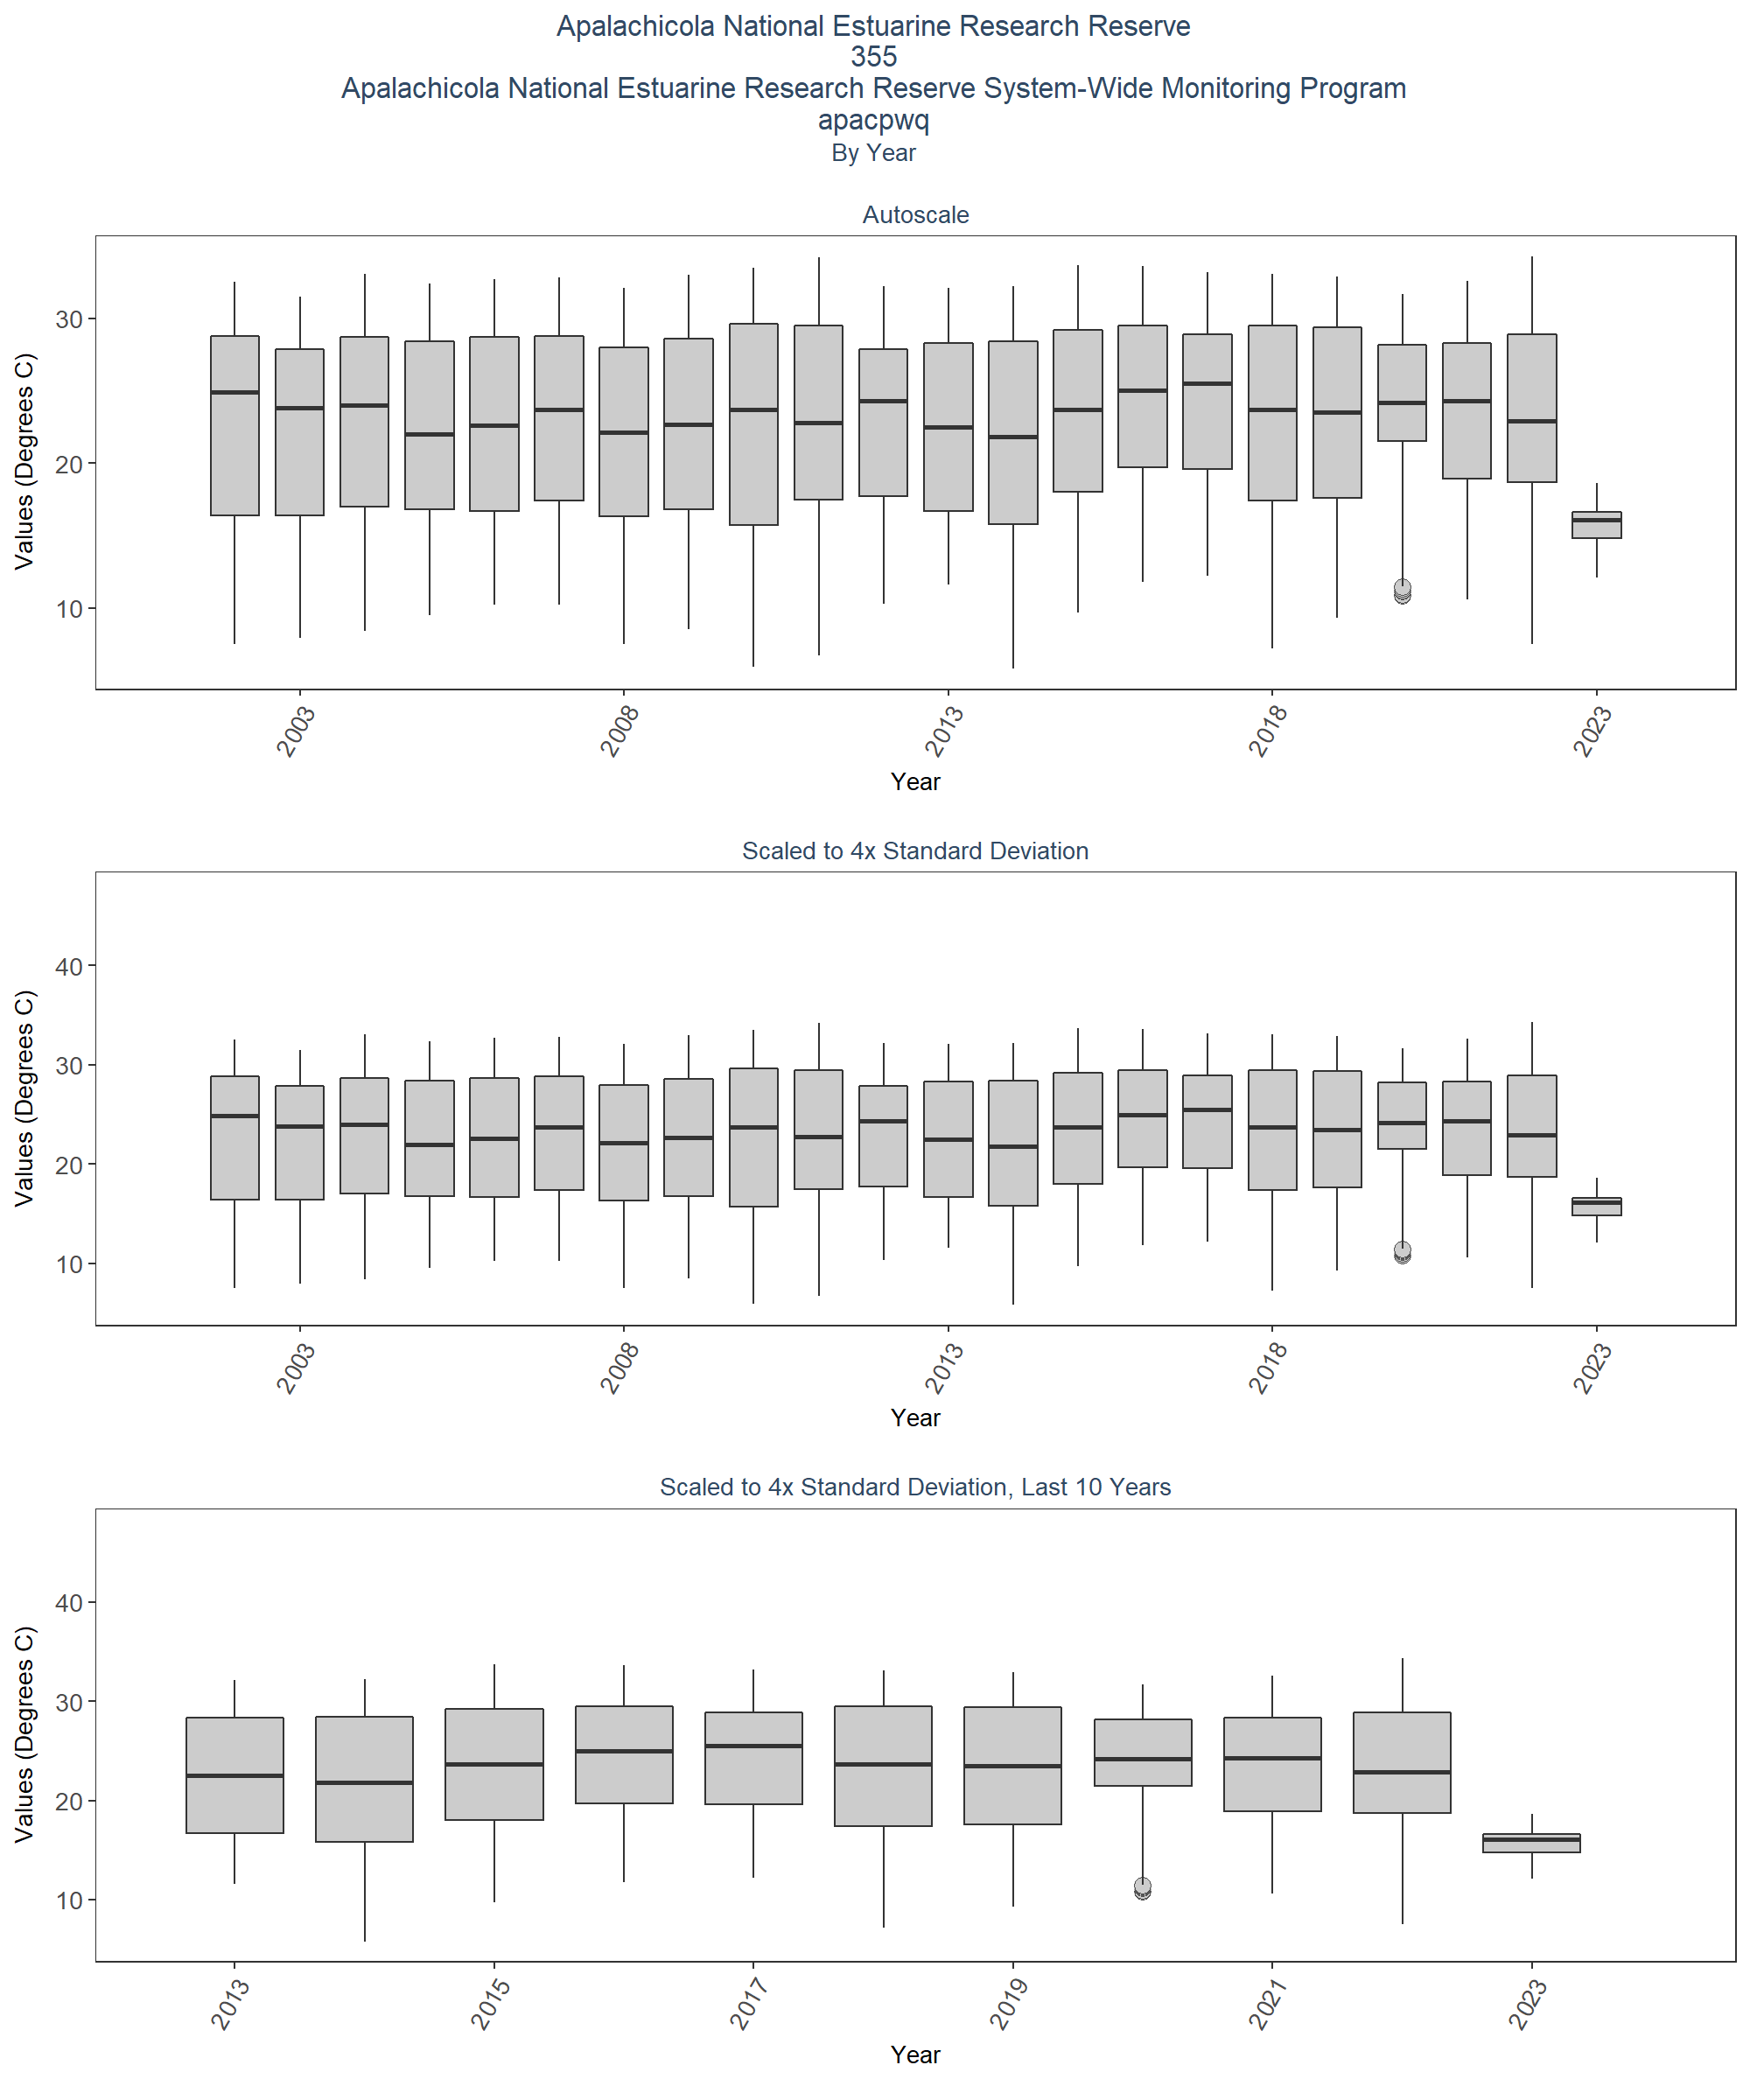 Apalachicola National Estuarine Research Reserve
355
Apalachicola National Estuarine Research Reserve System-Wide Monitoring Program
apacpwq
By Year
Autoscale
Values (Degrees C)
30
20
10
2003
2008
2013
2018
2023
Year
Scaled to 4x Standard Deviation
Values (Degrees C)
40
30
20
10
2003
2008
2013
2018
2023
Year
Scaled to 4x Standard Deviation, Last 10 Years
Values (Degrees C)
40
30
20
10
2013
2015
2017
2019
2021
2023
Year